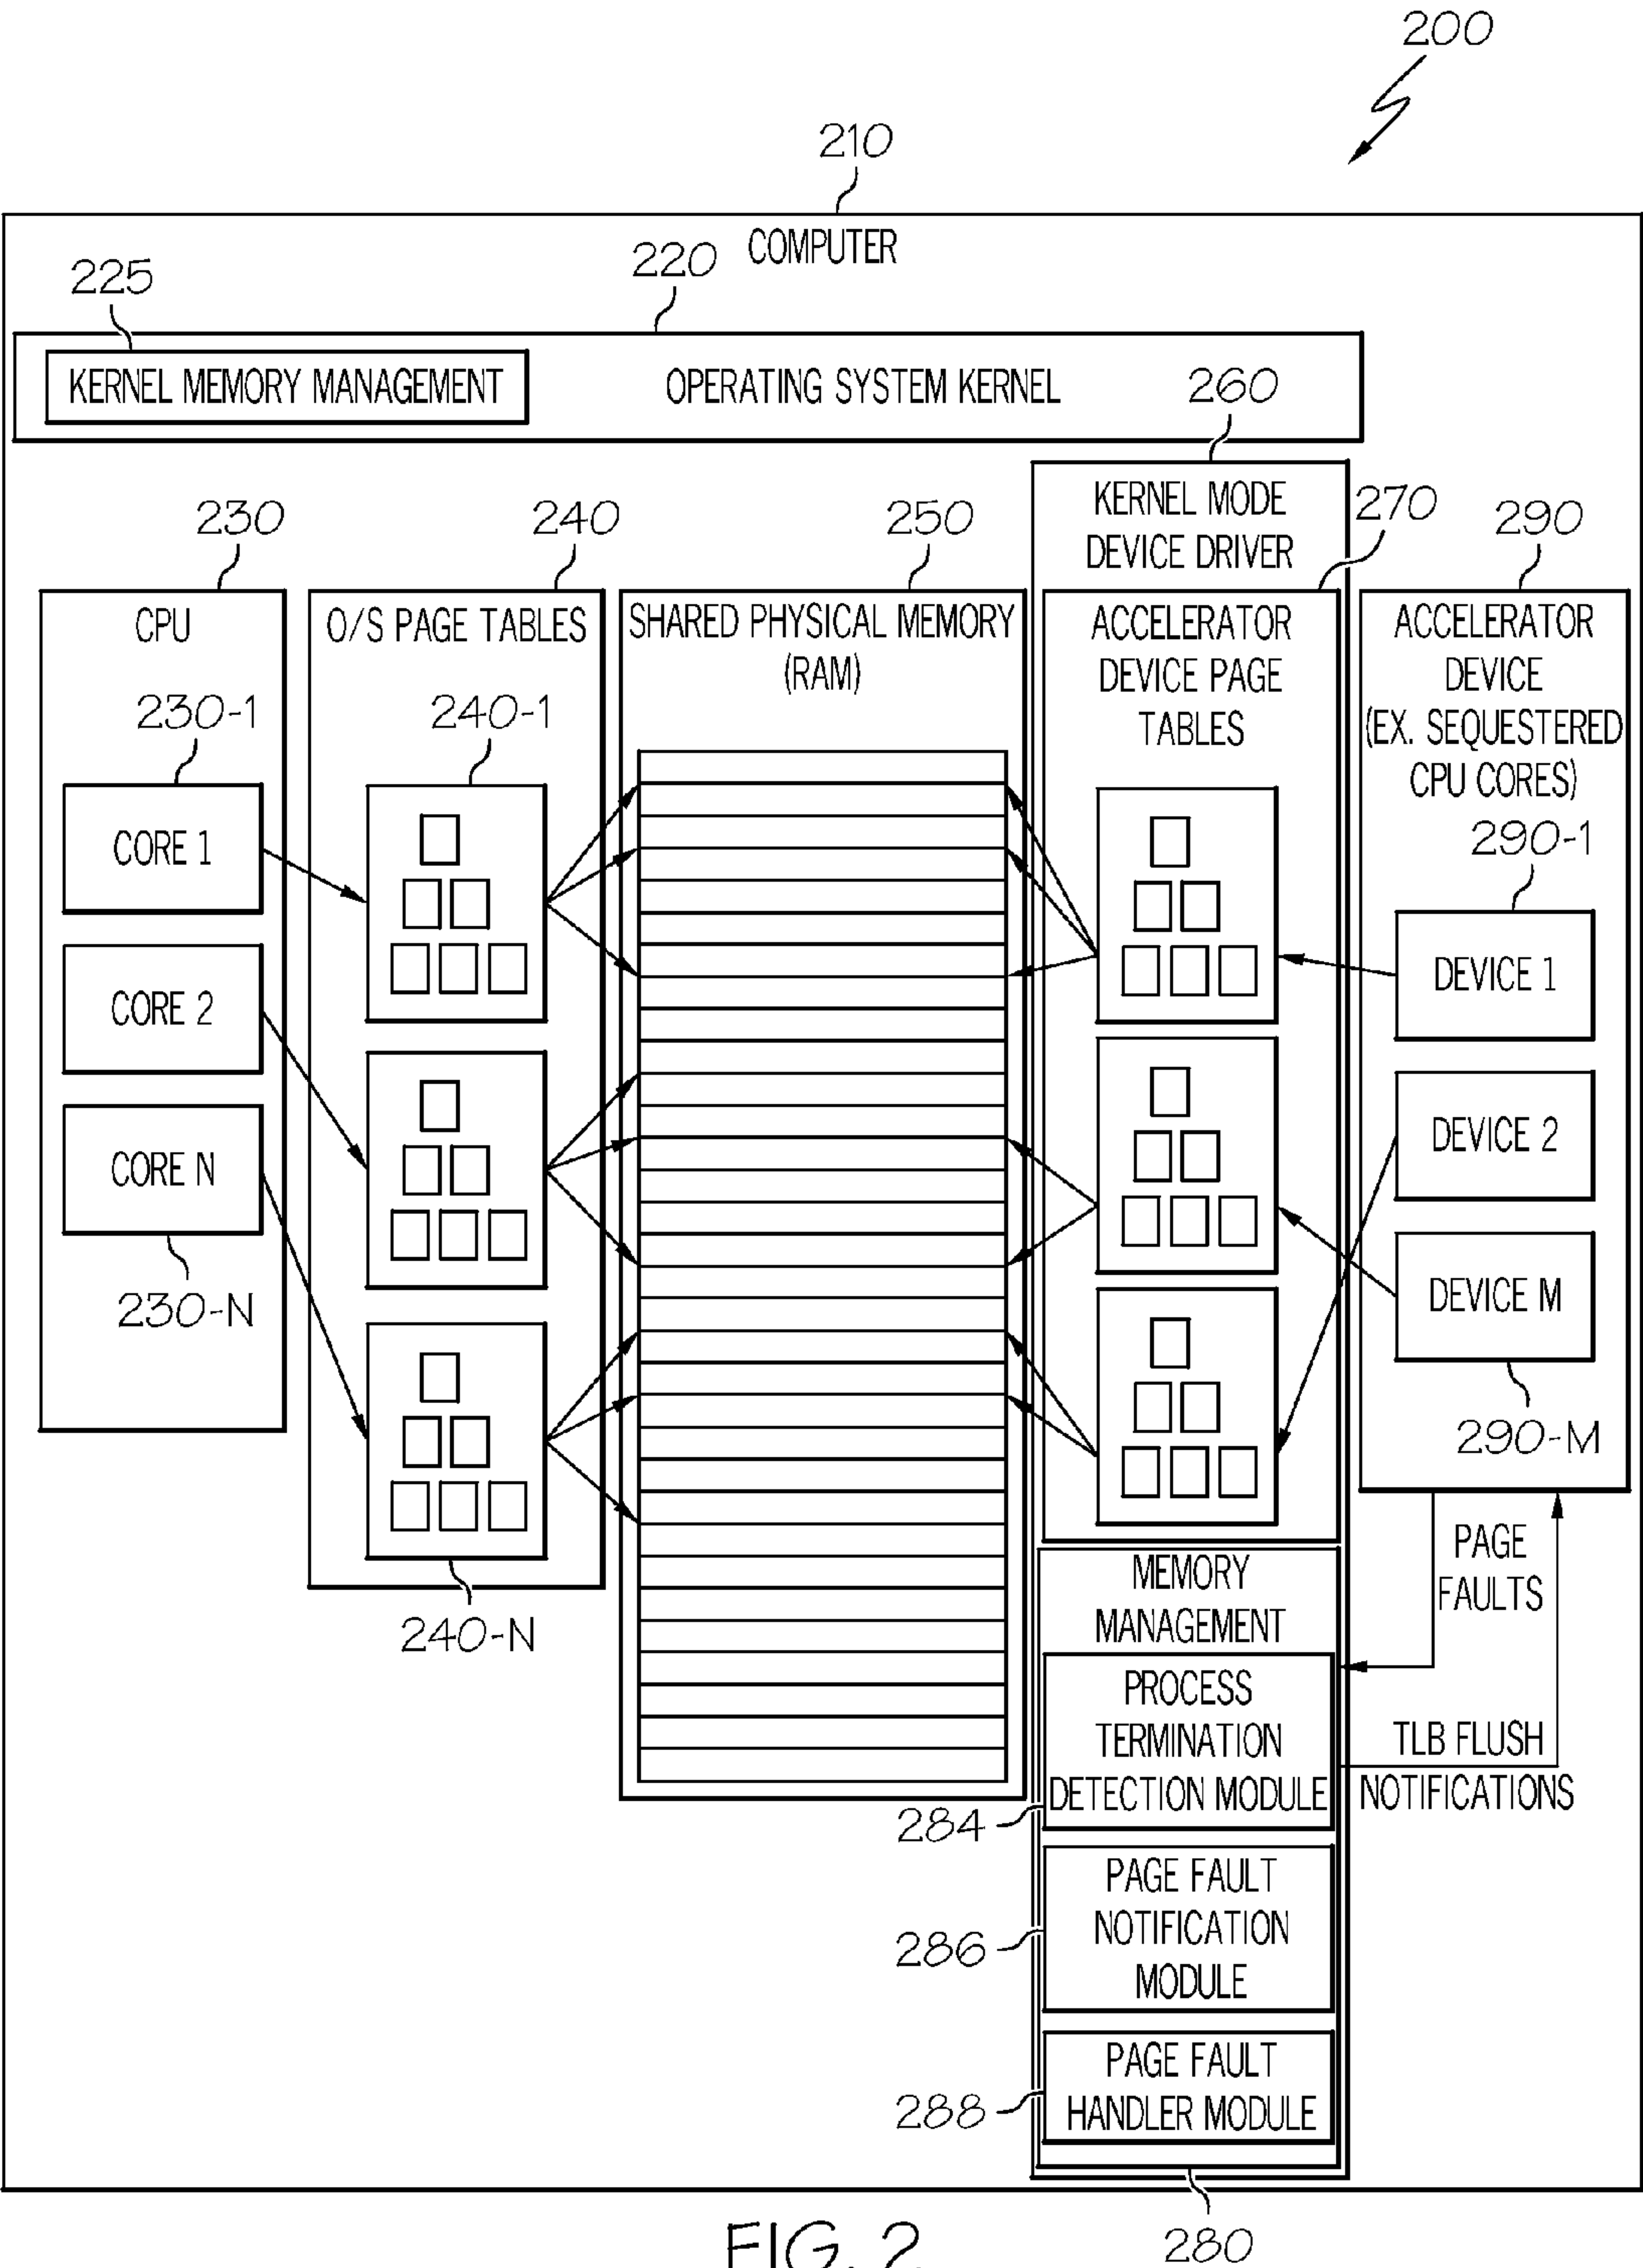 200
210
COMPUTER
220
225
KERNEL MEMORY MANAGEMENT
OPERATING SYSTEM KERNEL
260
KERNEL MODE
DEVICE DRIVER
230
240
250
270
290
CPU
230-1
CORE 1
CORE 2
CORE N
230-N
O/S PAGE TABLES
240-1
240-N
SHARED PHYSICAL MEMORY
(RAM)
ACCELERATOR
DEVICE PAGE
TABLES
ACCELERATOR
DEVICE
(EX. SEQUESTERED
CPU CORES)
290-1
DEVICE 1
DEVICE 2
DEVICE M
290-M
PAGE
FAULTS
MEMORY
MANAGEMENT
PROCESS
TERMINATION
DETECTION MODULE
284
TLB FLUSH
NOTIFICATIONS
PAGE FAULT
NOTIFICATION
MODULE
286
PAGE FAULT
HANDLER MODULE
288
280
FIG. 2